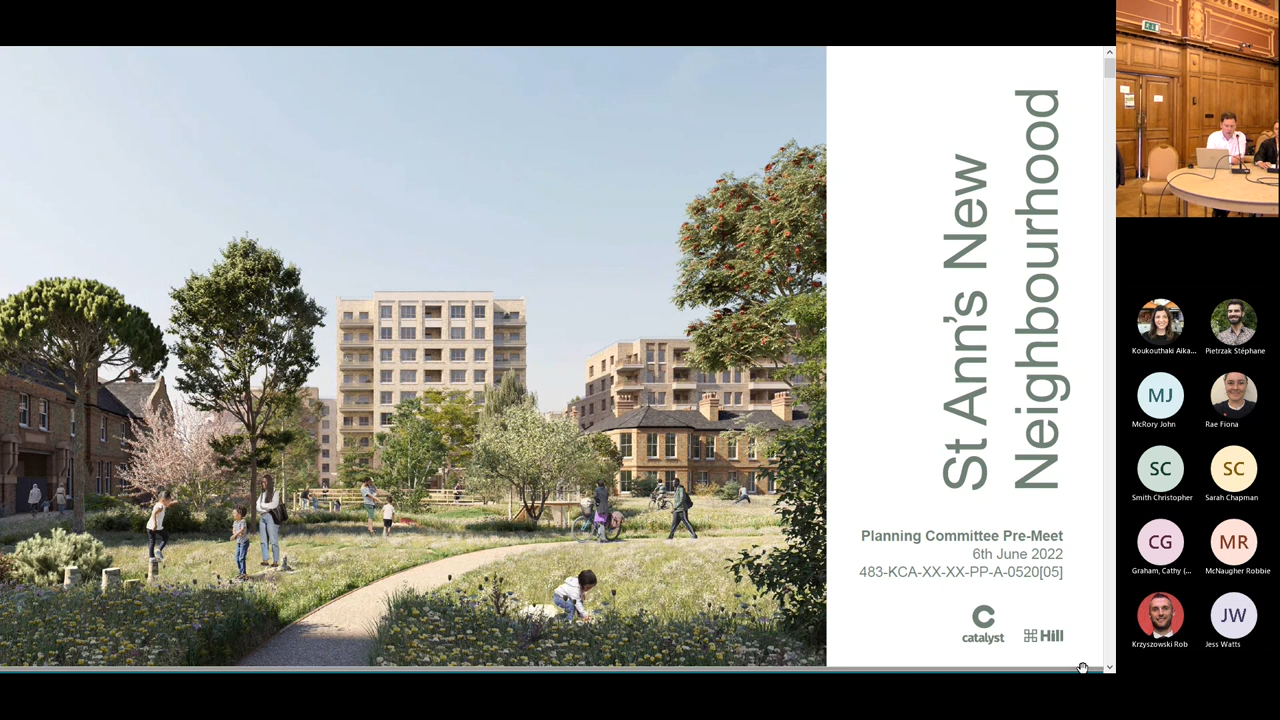 St Ann's New
Neighbourhood
Planning Committee Pre-Meet
6th June 2022
483-KCA-XX-XX-PP-A-0520[05]
catalyst
Hill
Koukouthaki Aika...
Pietrzak Stéphane
MJ
McRory John
Rae Fiona
SC
Smith Christopher
SC
Sarah Chapman
CG
Graham, Cathy (...
MR
McNaugher Robbie
Krzyszowski Rob
JW
Jess Watts